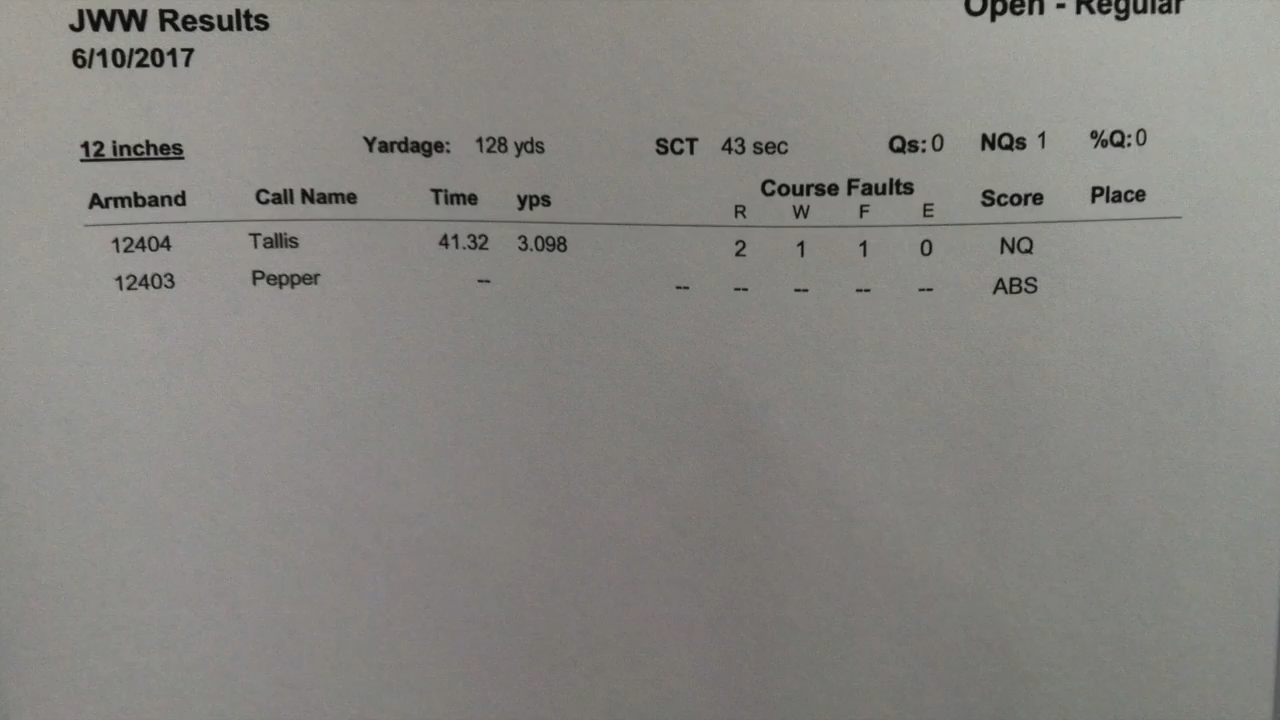 JWW Results
Open - Regular
6/10/2017
12 inches Yardage: 128 yds SCT 43 sec Qs: 0 NQs 1 %Q: 0
Armband Call Name Time yps Course Faults Score Place
R W F E
12404 Tallis 41.32 3.098 2 1 1 0 NQ
12403 Pepper -- -- -- -- -- -- ABS